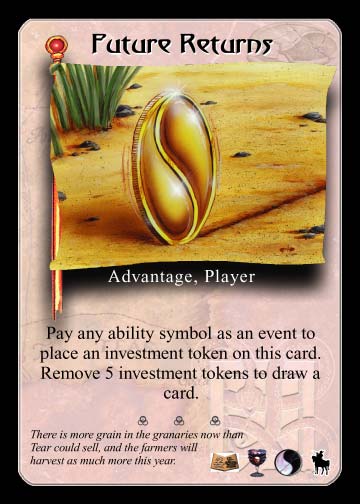 Future Returns
Advantage, Player
Pay any ability symbol as an event to
place an investment token on this card.
Remove 5 investment tokens to draw a
card.
There is more grain in the granaries now than
Tear could sell, and the farmers will
harvest as much more this year.